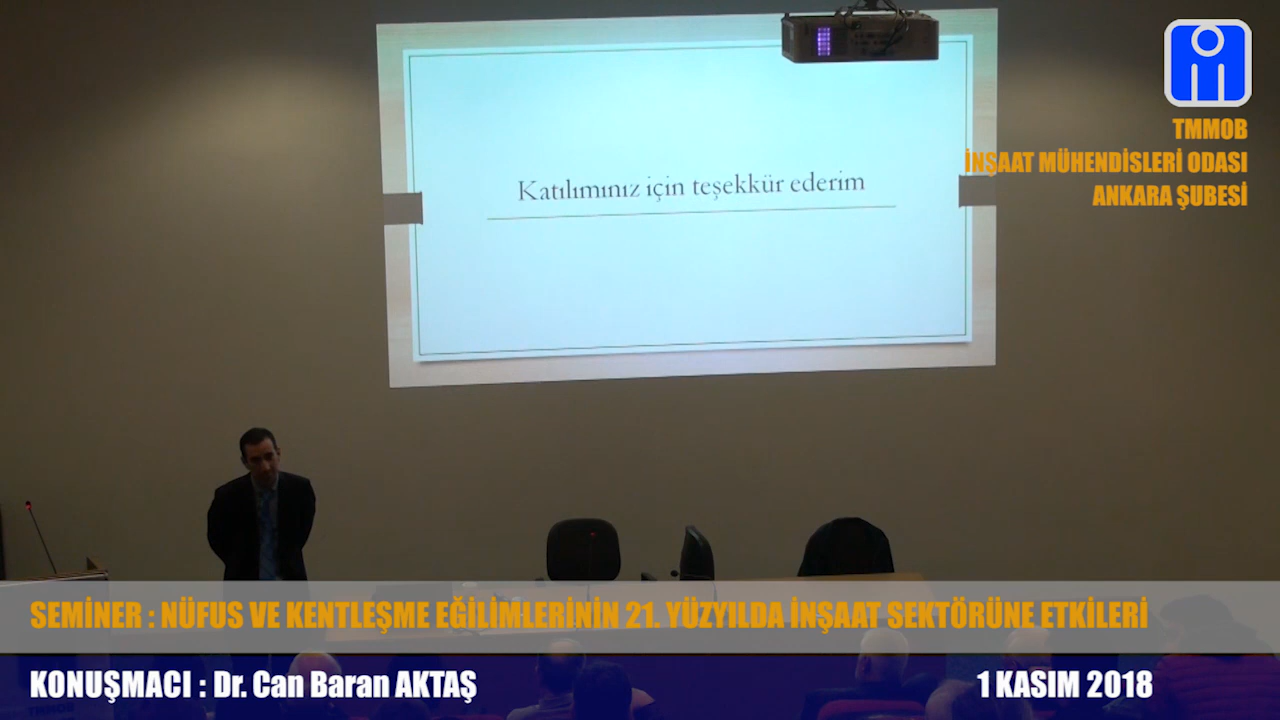 Katılımınız için teşekkür ederim
TMMOB
İNŞAAT MÜHENDİSLERİ ODASI
ANKARA ŞUBESİ
SEMİNER : NÜFUS VE KENTLEŞME EĞİLİMLERİNİN 21. YÜZYILDA İNŞAAT SEKTÖRÜNE ETKİLERİ
KONUŞMACI : Dr. Can Baran AKTAŞ
1 KASIM 2018
TMMOB